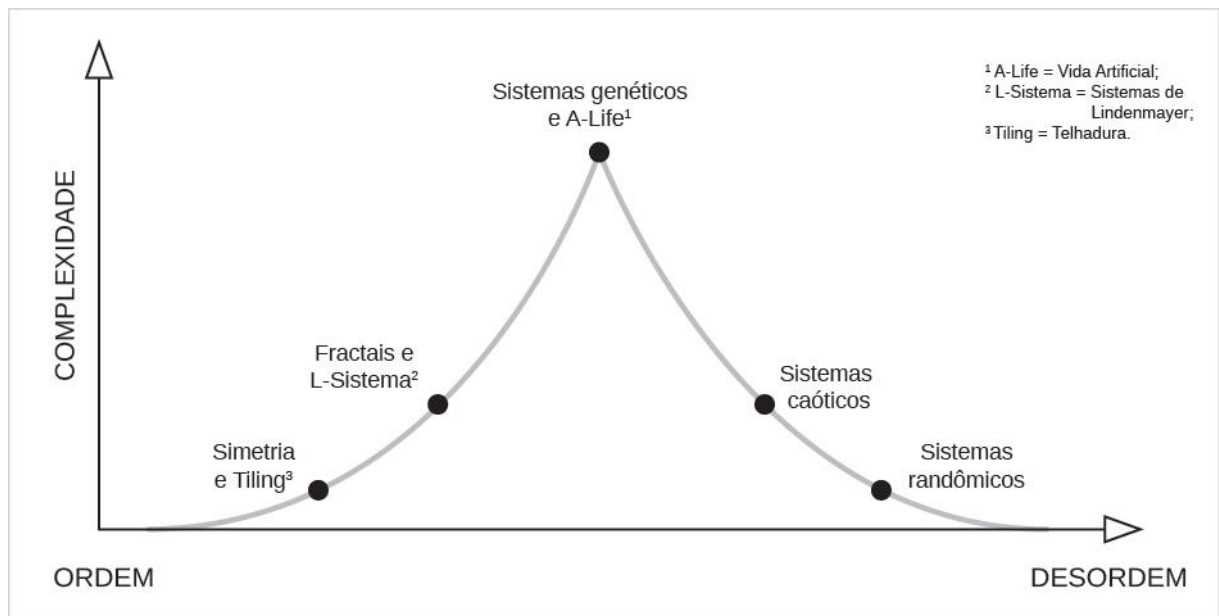 ¹ A-Life = Vida Artificial;
² L-Sistema = Sistemas de
Lindenmayer;
³ Tiling = Telhadura.
Sistemas genéticos
e A-Life¹
COMPLEXIDADE
Fractais e
L-Sistema²
Sistemas
caóticos
Simetria
e Tiling³
Sistemas
randômicos
ORDEM
DESORDEM